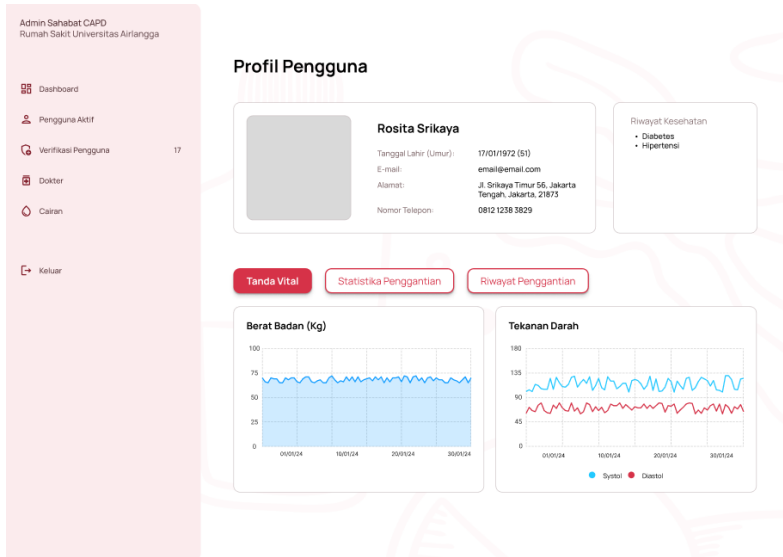 Admin Sahabat CAPD
Rumah Sakit Universitas Airlangga
Dashboard
Pengguna Aktif
Verifikasi Pengguna 17
Dokter
Cairan
Keluar
Profil Pengguna
Rosita Srikaya
Tanggal Lahir (Umur): 17/01/1972 (51)
E-mail: email@email.com
Alamat: Jl. Srikaya Timur 56, Jakarta
Tengah, Jakarta, 21873
Nomor Telepon: 0812 1238 3829
Riwayat Kesehatan
• Diabetes
• Hipertensi
Tanda Vital
Statistika Penggantian
Riwayat Penggantian
Berat Badan (Kg)
100
75
50
25
0
01/01/24 10/01/24 20/01/24 30/01/24
Tekanan Darah
180
135
90
45
0
01/01/24 10/01/24 20/01/24 30/01/24
Systol Diastol